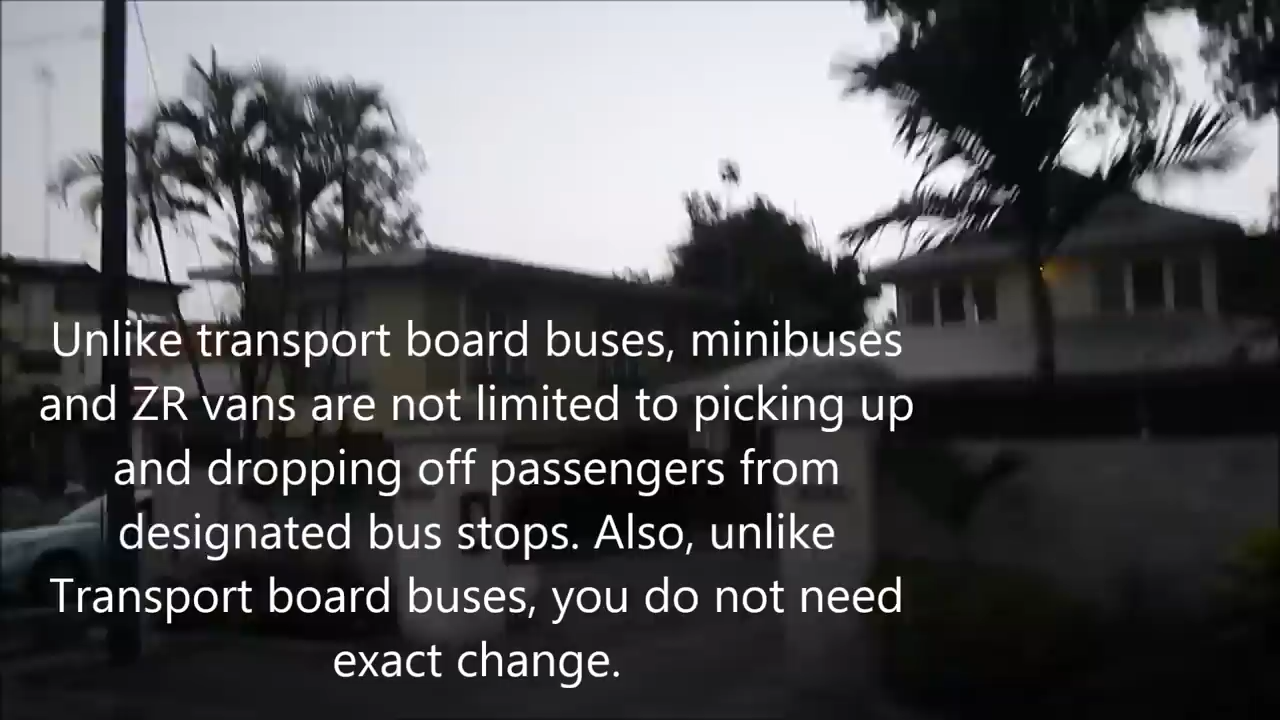 Unlike transport board buses, minibuses
and ZR vans are not limited to picking up
and dropping off passengers from
designated bus stops. Also, unlike
Transport board buses, you do not need
exact change.